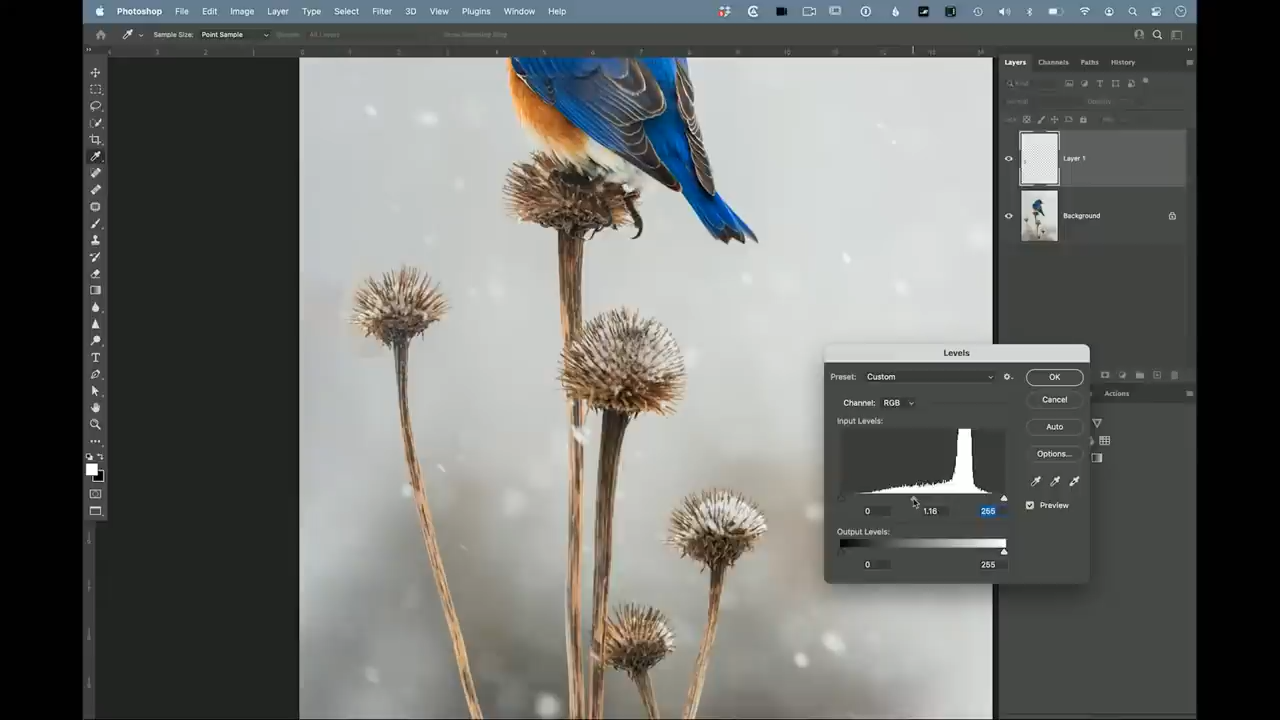 Photoshop File Edit Image Layer Type Select Filter 3D View Plugins Window Help
Sample Size: Point Sample
Layers Channels Paths History
Layer 1
Background
Levels
Preset: Custom
OK
Channel: RGB
Cancel
Input Levels:
Auto
Options...
0 1.16 255
Preview
Output Levels:
0 255
Actions